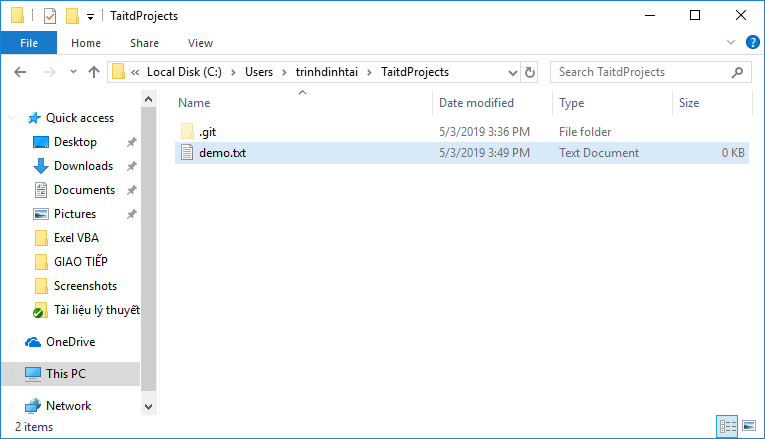 TaitdProjects
File Home Share View
Local Disk (C:) Users trinhdinhtai TaitdProjects Search TaitdProjects
Name Date modified Type Size
Quick access
Desktop
Downloads
Documents
Pictures
Exel VBA
GIAO TIẾP
Screenshots
Tài liệu lý thuyết
OneDrive
This PC
Network
.git 5/3/2019 3:36 PM File folder
demo.txt 5/3/2019 3:49 PM Text Document 0 KB
2 items